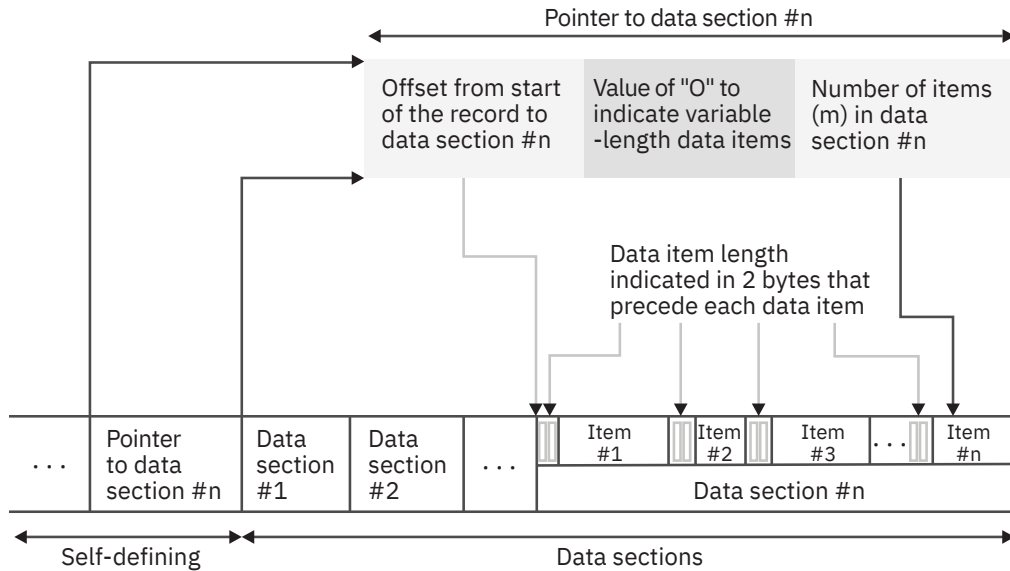 Pointer to data section #n
Offset from start
of the record to
data section #n
Value of "O" to
indicate variable
-length data items
Number of items
(m) in data
section #n
Data item length
indicated in 2 bytes that
precede each data item
. . .
Pointer
to data
section #n
Data
section
#1
Data
section
#2
. . .
Item
#1
Item
#2
Item
#3
. . .
Item
#n
Data section #n
Self-defining
Data sections